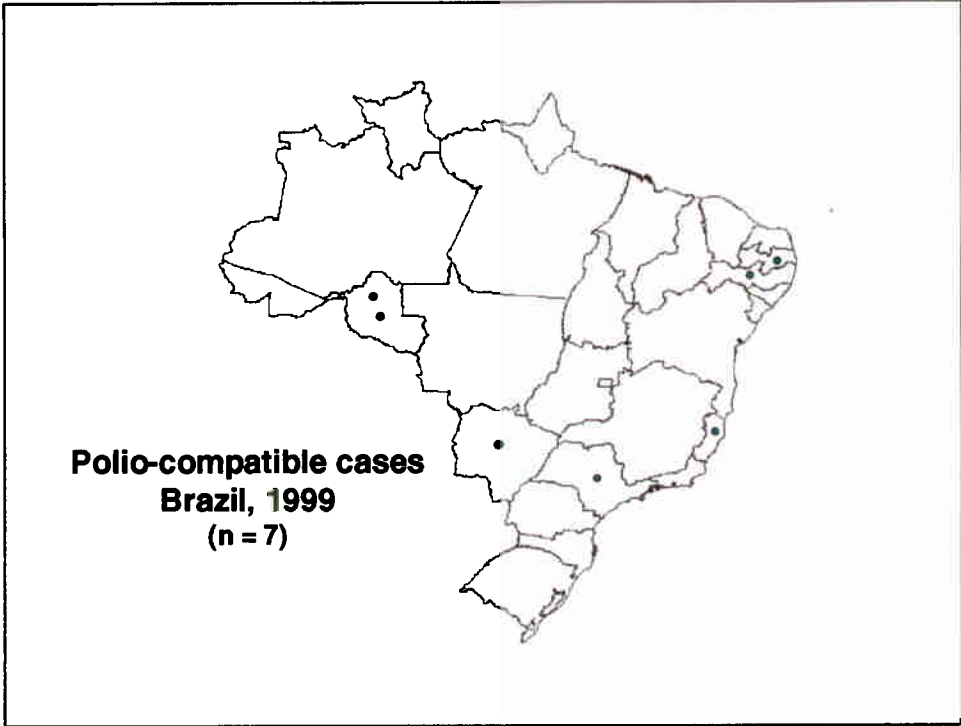 Polio-compatible cases
Brazil, 1999
(n = 7)